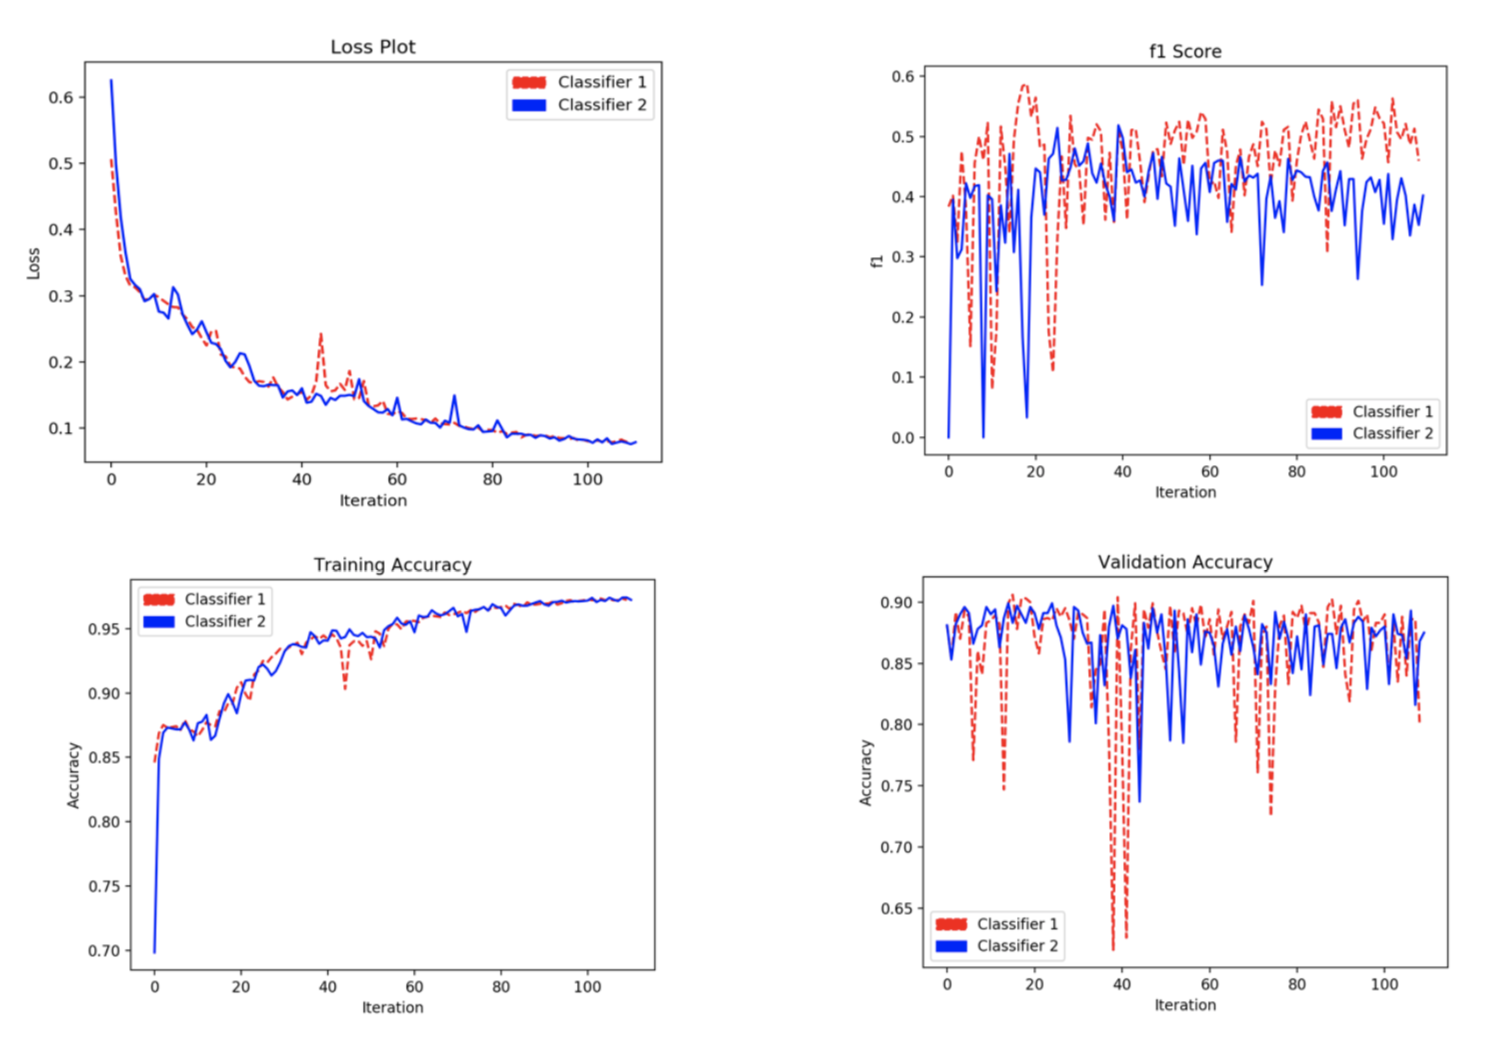 Loss Plot
Classifier 1
Classifier 2
0.6
0.5
0.4
0.3
0.2
0.1
Loss
0 20 40 60 80 100
Iteration
f1 Score
0.6
0.5
0.4
0.3
0.2
0.1
0.0
f1
Classifier 1
Classifier 2
0 20 40 60 80 100
Iteration
Training Accuracy
Classifier 1
Classifier 2
0.95
0.90
0.85
0.80
0.75
0.70
Accuracy
0 20 40 60 80 100
Iteration
Validation Accuracy
0.90
0.85
0.80
0.75
0.70
0.65
Accuracy
Classifier 1
Classifier 2
0 20 40 60 80 100
Iteration